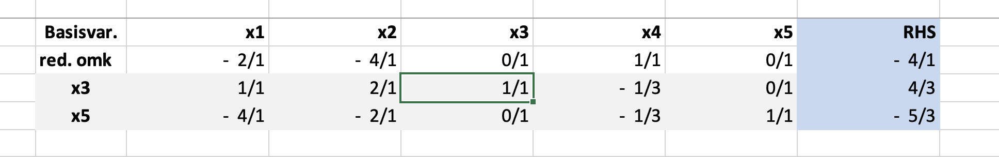 Basisvar. x1 x2 x3 x4 x5 RHS
red. omk - 2/1 - 4/1 0/1 1/1 0/1 - 4/1
x3 1/1 2/1 1/1 - 1/3 0/1 4/3
x5 - 4/1 - 2/1 0/1 - 1/3 1/1 - 5/3